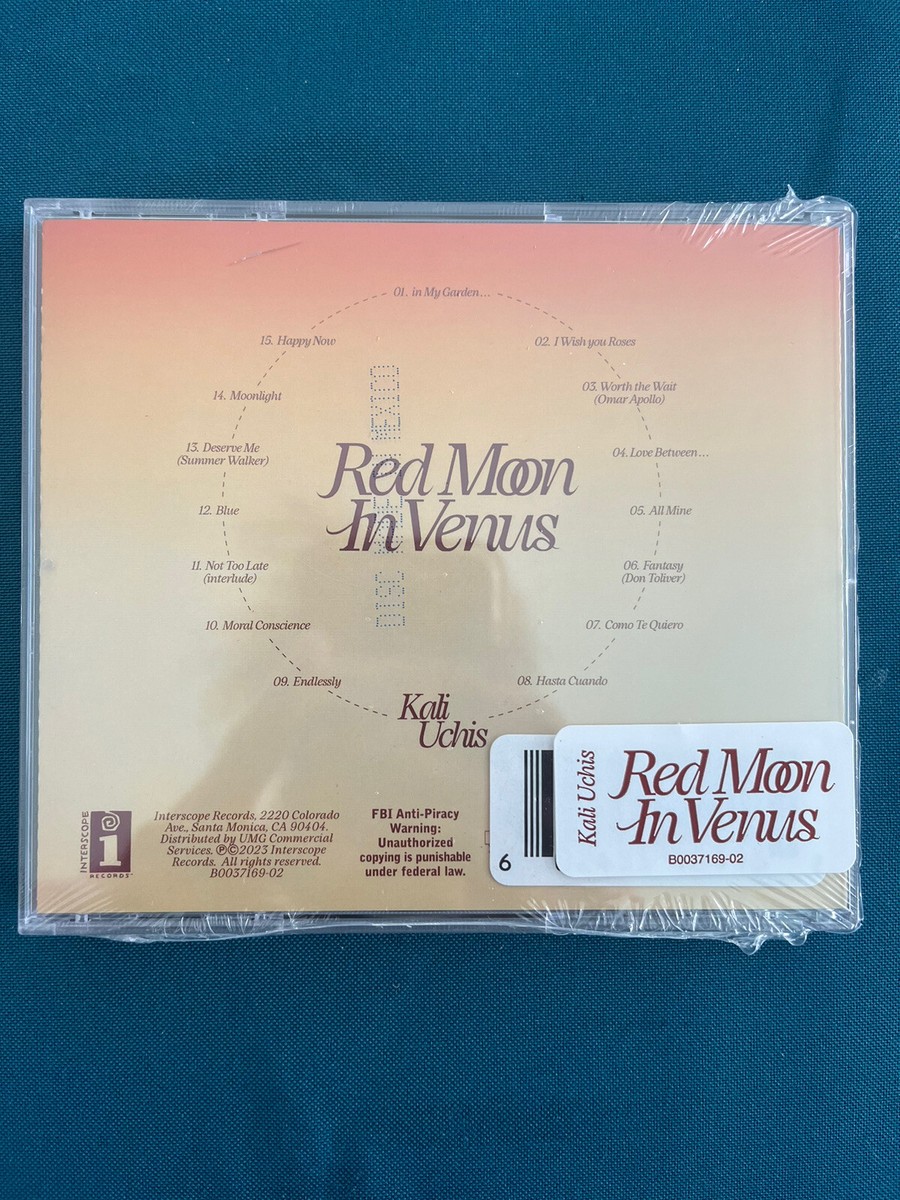 01. in My Garden...
02. I Wish you Roses
03. Worth the Wait
(Omar Apollo)
04. Love Between...
05. All Mine
06. Fantasy
(Don Toliver)
07. Como Te Quiero
08. Hasta Cuando
09. Endlessly
10. Moral Conscience
11. Not Too Late
(interlude)
12. Blue
13. Deserve Me
(Summer Walker)
14. Moonlight
15. Happy Now
Red Moon
In Venus
DISC MADE IN MEXICO
Kali
Uchis
INTERSCOPE
RECORDS
Interscope Records, 2220 Colorado
Ave., Santa Monica, CA 90404.
Distributed by UMG Commercial
Services. ℗©2023 Interscope
Records. All rights reserved.
B0037169-02
FBI Anti-Piracy
Warning:
Unauthorized
copying is punishable
under federal law.
6
Kali Uchis
Red Moon
In Venus
B0037169-02